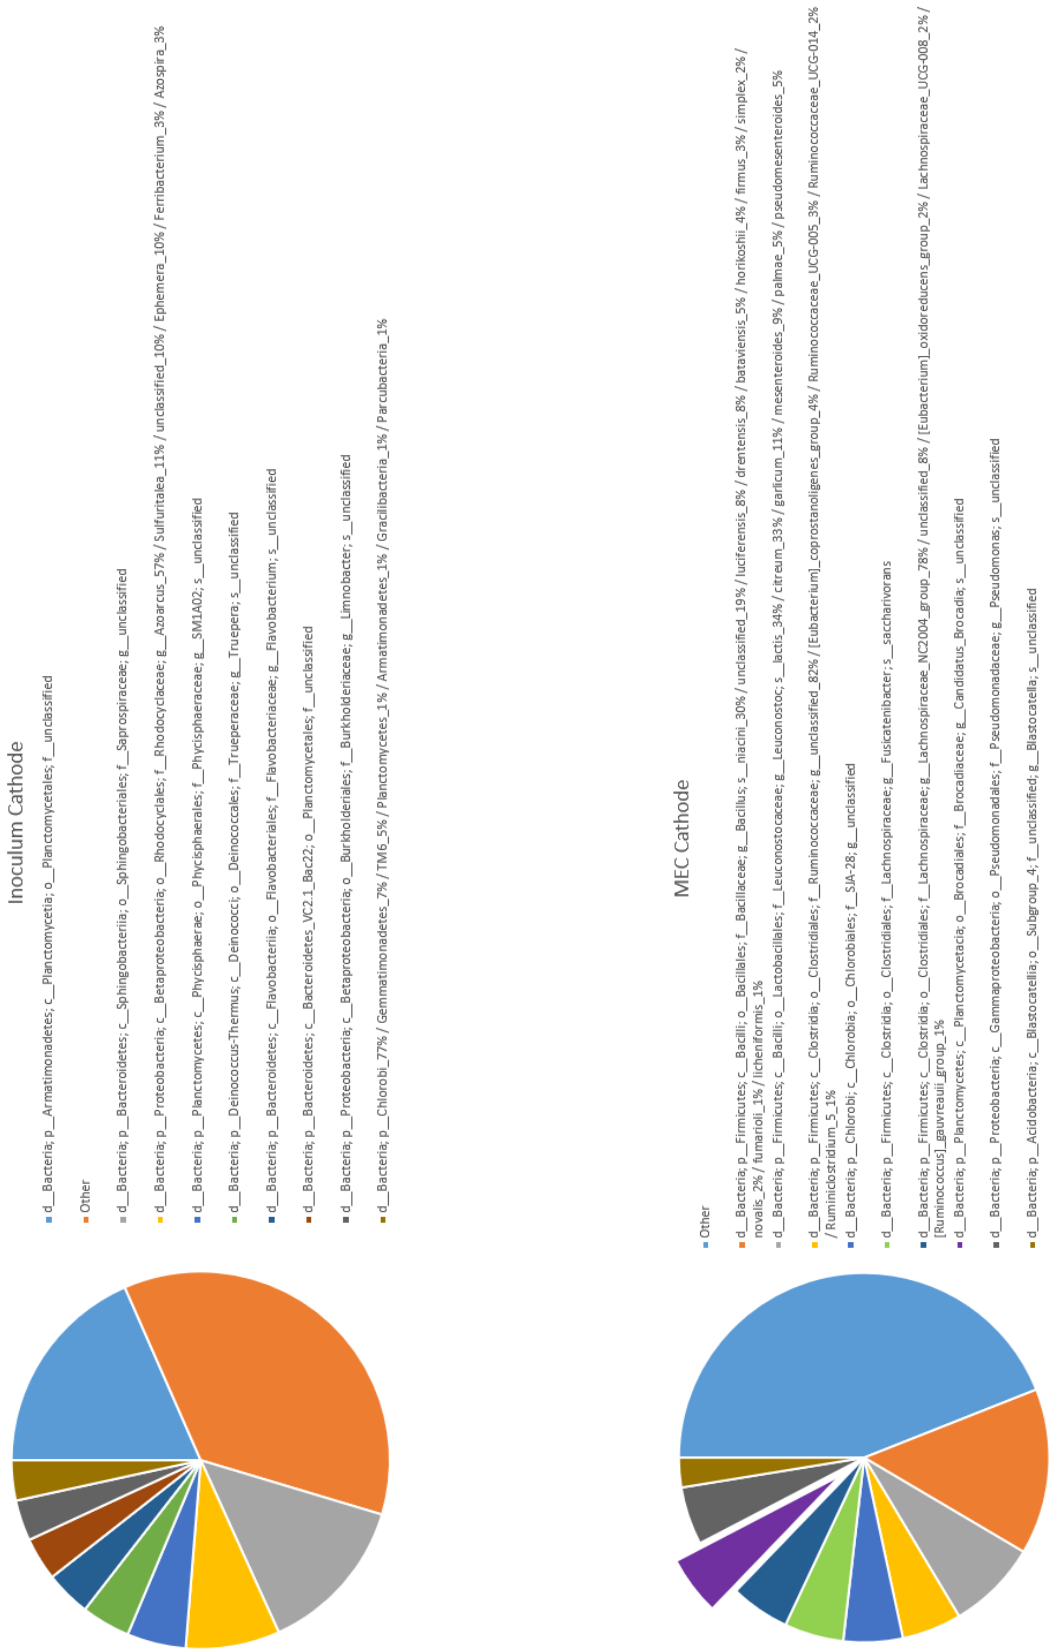 Inoculum Cathode
d__Bacteria; p__Armatimonadetes; c__Planctomycetia; o__Planctomycetales; f__unclassified
Other
d__Bacteria; p__Bacteroidetes; c__Sphingobacteriia; o__Sphingobacteriales; f__Saprospiraceae; g__unclassified
d__Bacteria; p__Proteobacteria; c__Betaproteobacteria; o__Rhodocyclales; f__Rhodocyclaceae; g__Azoarcus_57% / Sulfuritalea_11% / unclassified_10% / Ephemera_10% / Ferribacterium_3% / Azospira_3%
d__Bacteria; p__Planctomycetes; c__Phycisphaerae; o__Phycisphaerales; f__Phycisphaeraceae; g__SM1A02; s__unclassified
d__Bacteria; p__Deinococcus-Thermus; c__Deinococci; o__Deinococcales; f__Trueperaceae; g__Truepera; s__unclassified
d__Bacteria; p__Bacteroidetes; c__Flavobacteriia; o__Flavobacteriales; f__Flavobacteriaceae; g__Flavobacterium; s__unclassified
d__Bacteria; p__Bacteroidetes; c__Bacteroidetes_VC2.1_Bac22; o__Planctomycetales; f__unclassified
d__Bacteria; p__Proteobacteria; c__Betaproteobacteria; o__Burkholderiales; f__Burkholderiaceae; g__Limnobacter; s__unclassified
d__Bacteria; p__Chlorobi_77% / Gemmatimonadetes_7% / TM6_5% / Planctomycetes_1% / Armatimonadetes_1% / Gracilibacteria_1% / Parcubacteria_1%
MEC Cathode
Other
d__Bacteria; p__Firmicutes; c__Bacilli; o__Bacillales; f__Bacillaceae; g__Bacillus; s__niacini_30% / unclassified_19% / luciferensis_8% / drentensis_8% / bataviensis_5% / horikoshii_4% / firmus_3% / simplex_2% /
novalis_2% / fumarioli_1% / licheniformis_1%
d__Bacteria; p__Firmicutes; c__Bacilli; o__Lactobacillales; f__Leuconostocaceae; g__Leuconostoc; s__lactis_34% / citreum_33% / garlicum_11% / mesenteroides_9% / palmae_5% / pseudomesenteroides_5%
d__Bacteria; p__Firmicutes; c__Clostridia; o__Clostridiales; f__Ruminococcaceae; g__unclassified_82% / [Eubacterium]_coprostanoligenes_group_4% / Ruminococcaceae_UCG-005_3% / Ruminococcaceae_UCG-014_2%
/ Ruminiclostridium_5_1%
d__Bacteria; p__Chlorobi; c__Chlorobia; o__Chlorobiales; f__SJA-28; g__unclassified
d__Bacteria; p__Firmicutes; c__Clostridia; o__Clostridiales; f__Lachnospiraceae; g__Fusicatenibacter; s__saccharivorans
d__Bacteria; p__Firmicutes; c__Clostridia; o__Clostridiales; f__Lachnospiraceae; g__Lachnospiraceae_NC2004_group_78% / unclassified_8% / [Eubacterium]_oxidoreducens_group_2% / Lachnospiraceae_UCG-008_2% /
[Ruminococcus]_gauvreauii_group_1%
d__Bacteria; p__Planctomycetes; c__Planctomycetacia; o__Brocadiales; f__Brocadiaceae; g__Candidatus_Brocadia; s__unclassified
d__Bacteria; p__Proteobacteria; c__Gammaproteobacteria; o__Pseudomonadales; f__Pseudomonadaceae; g__Pseudomonas; s__unclassified
d__Bacteria; p__Acidobacteria; c__Blastocatellia; o__Subgroup_4; f__unclassified; g__Blastocatella; s__unclassified